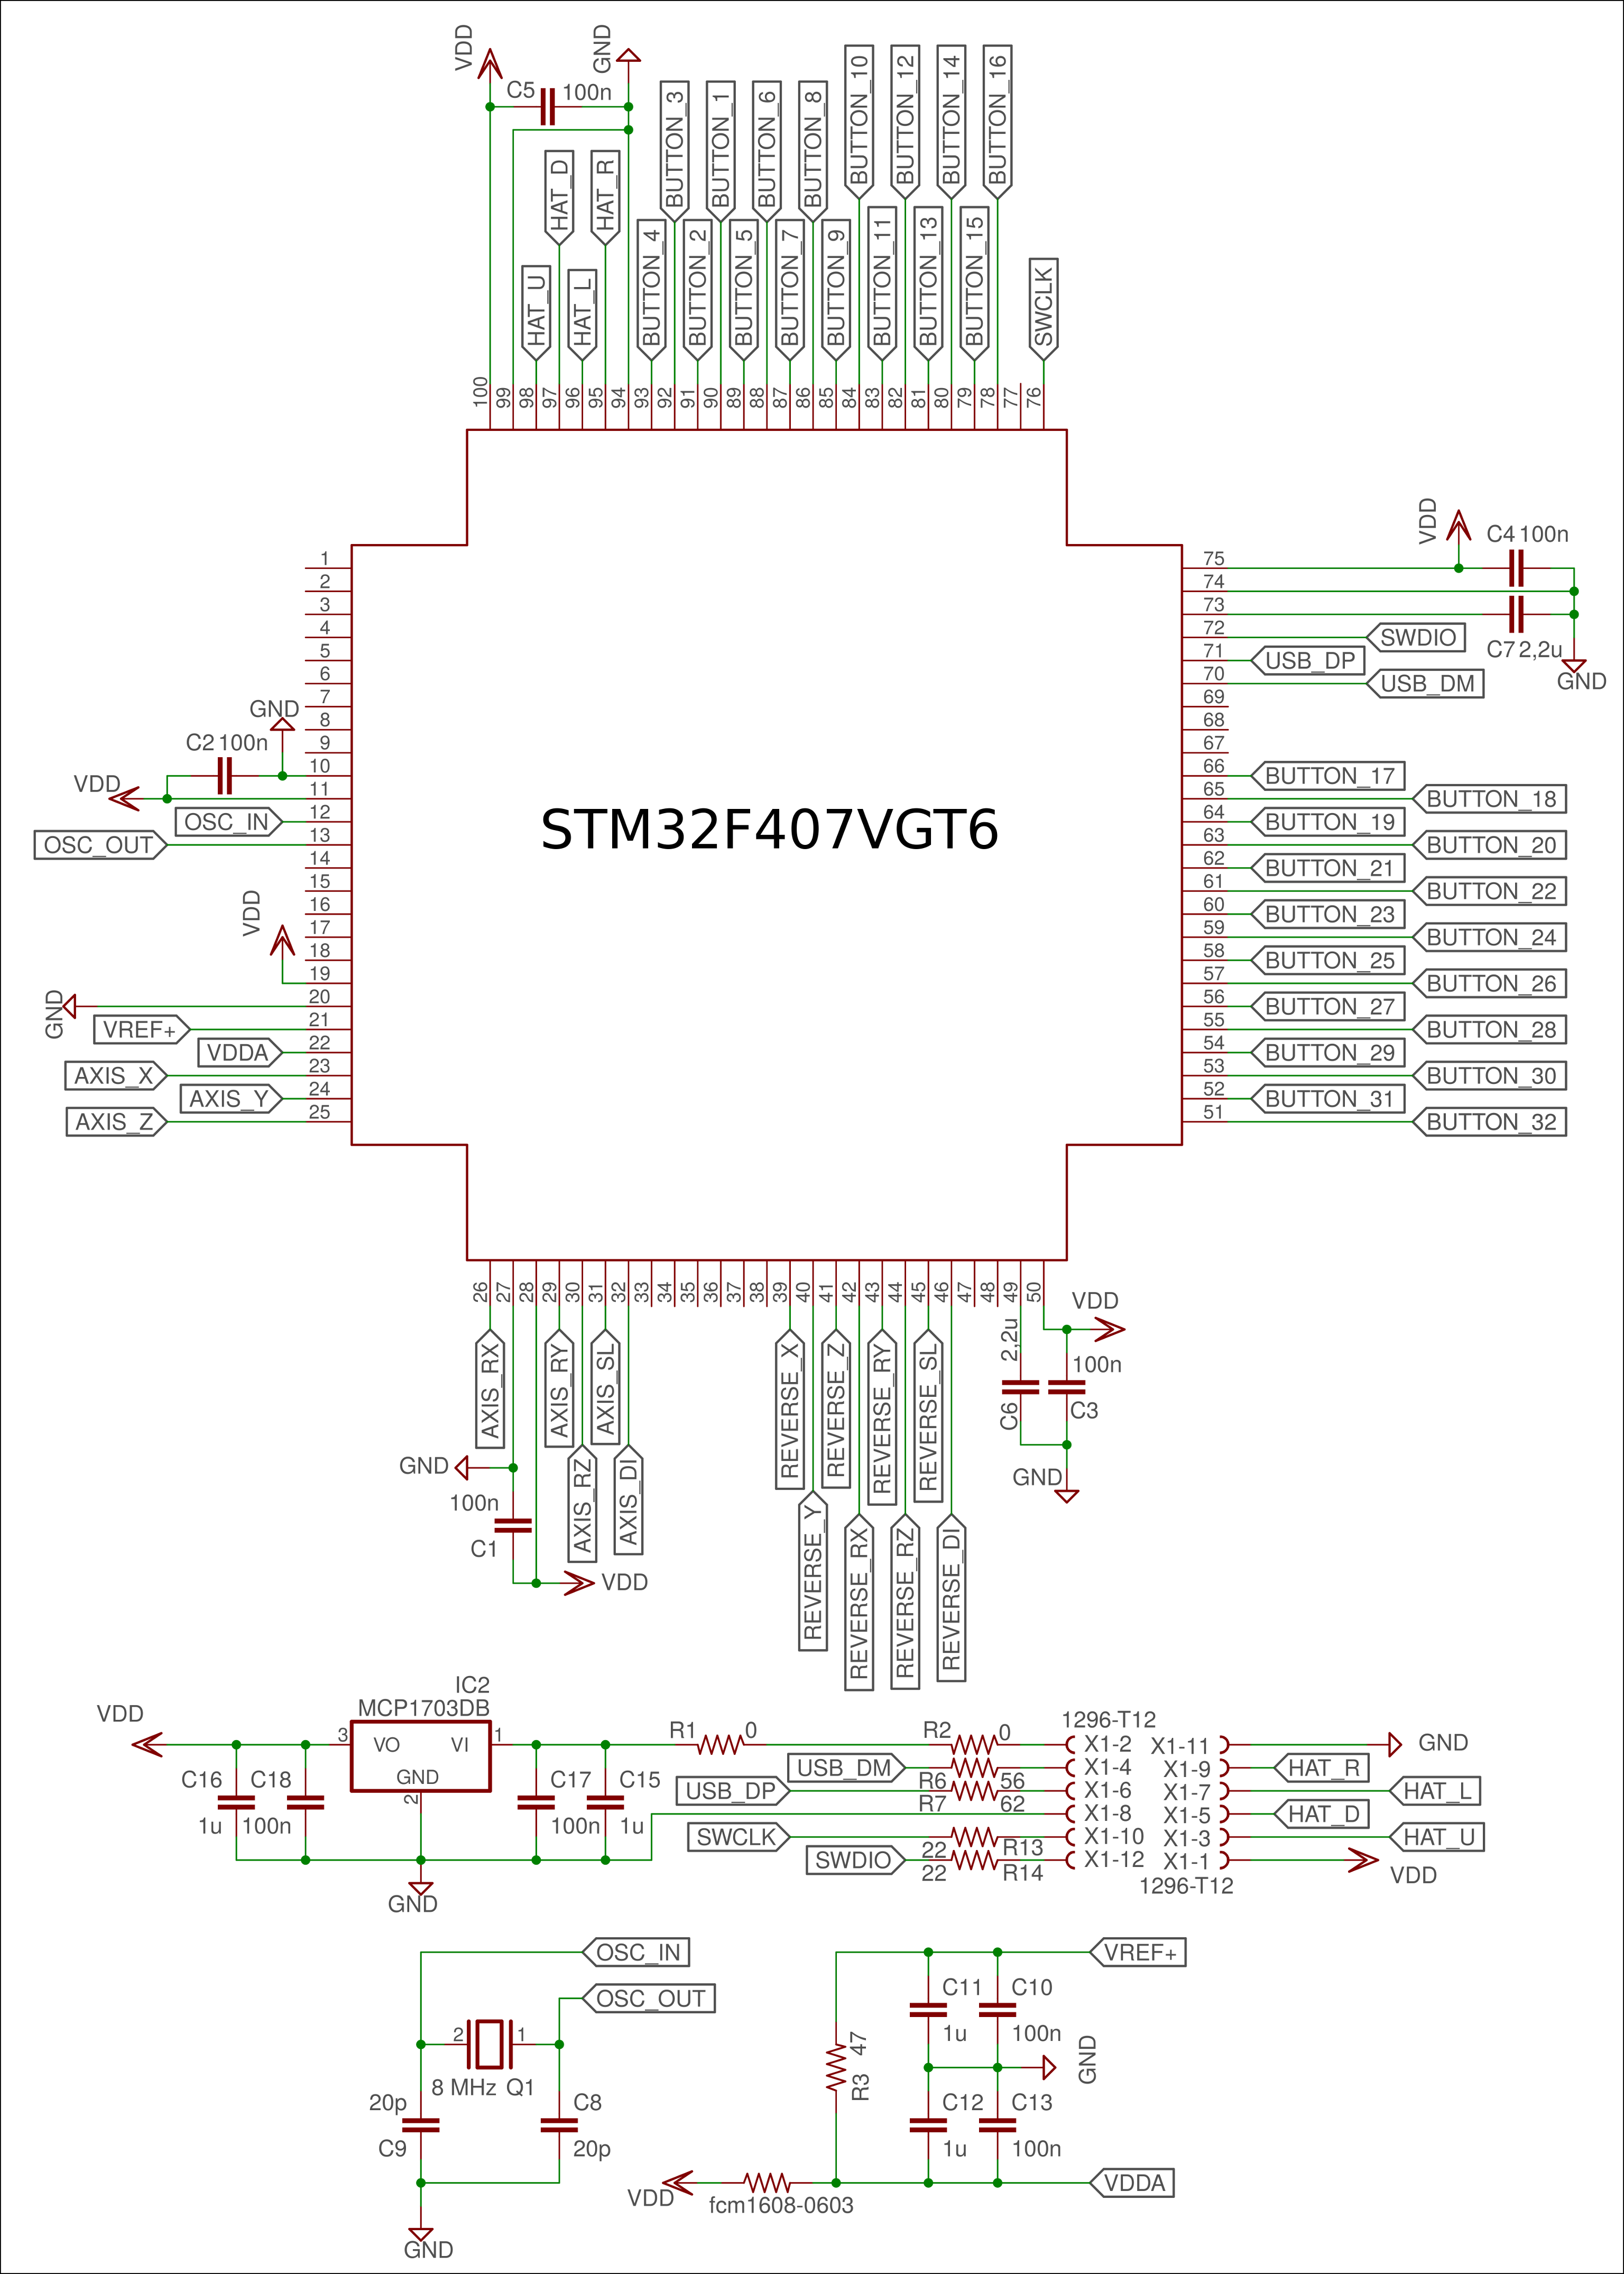 VDD
GND
C5 100n
HAT_U
HAT_D
HAT_L
HAT_R
BUTTON_4
BUTTON_3
BUTTON_2
BUTTON_1
BUTTON_5
BUTTON_6
BUTTON_7
BUTTON_8
BUTTON_9
BUTTON_10
BUTTON_11
BUTTON_12
BUTTON_13
BUTTON_14
BUTTON_15
BUTTON_16
SWCLK
100 99 98 97 96 95 94 93 92 91 90 89 88 87 86 85 84 83 82 81 80 79 78 77 76
STM32F407VGT6
1
2
3
4
5
6
7
8
9
10
11
12
13
14
15
16
17
18
19
20
21
22
23
24
25
GND
C2 100n
VDD
OSC_IN
OSC_OUT
VDD
GND
VREF+
VDDA
AXIS_X
AXIS_Y
AXIS_Z
75
74
73
72
71
70
69
68
67
66
65
64
63
62
61
60
59
58
57
56
55
54
53
52
51
VDD
C4 100n
C7 2,2u
GND
SWDIO
USB_DP
USB_DM
BUTTON_17
BUTTON_18
BUTTON_19
BUTTON_20
BUTTON_21
BUTTON_22
BUTTON_23
BUTTON_24
BUTTON_25
BUTTON_26
BUTTON_27
BUTTON_28
BUTTON_29
BUTTON_30
BUTTON_31
BUTTON_32
26 27 28 29 30 31 32 33 34 35 36 37 38 39 40 41 42 43 44 45 46 47 48 49 50
AXIS_RX
AXIS_RY
AXIS_RZ
AXIS_SL
AXIS_DI
GND
100n
C1
VDD
REVERSE_X
REVERSE_Y
REVERSE_Z
REVERSE_RX
REVERSE_RY
REVERSE_RZ
REVERSE_SL
REVERSE_DI
2,2u
C6
VDD
100n
C3
GND
IC2
MCP1703DB
VDD
3 VO VI 1
GND
2
C16 C18
1u 100n
C17 C15
100n 1u
GND
R1 0
R2 0
USB_DM
R6 56
USB_DP
R7 62
SWCLK
22 R13
SWDIO
22 R14
1296-T12
X1-2
X1-4
X1-6
X1-8
X1-10
X1-12
X1-11
X1-9
X1-7
X1-5
X1-3
X1-1
1296-T12
GND
HAT_R
HAT_L
HAT_D
HAT_U
VDD
OSC_IN
OSC_OUT
2 1
8 MHz Q1
20p
C9
C8
20p
GND
VREF+
C11 C10
1u 100n
GND
R3 47
C12 C13
1u 100n
VDD
fcm1608-0603
VDDA